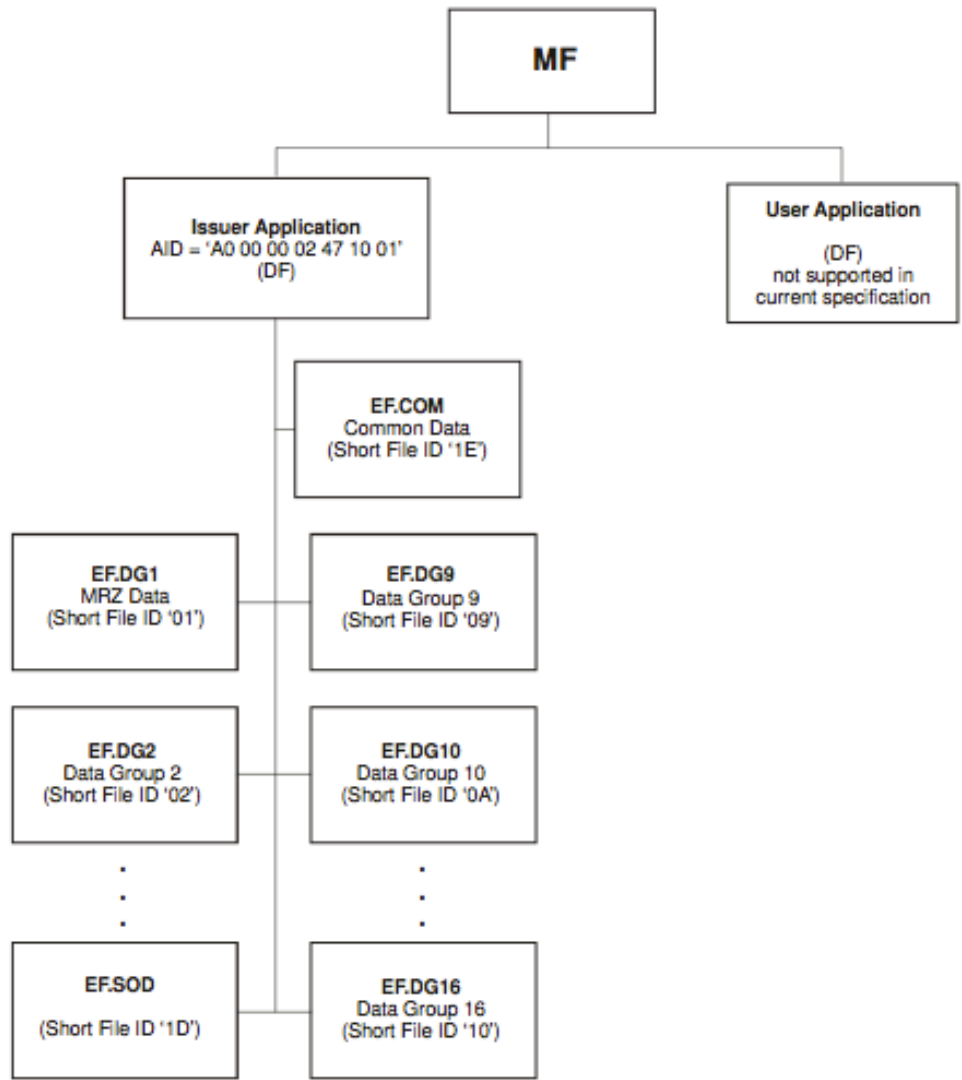 MF
Issuer Application
AID = ‘A0 00 00 02 47 10 01’
(DF)
User Application
(DF)
not supported in
current specification
EF.COM
Common Data
(Short File ID ‘1E’)
EF.DG1
MRZ Data
(Short File ID ‘01’)
EF.DG9
Data Group 9
(Short File ID ‘09’)
EF.DG2
Data Group 2
(Short File ID ‘02’)
EF.DG10
Data Group 10
(Short File ID ‘0A’)
EF.SOD
(Short File ID ‘1D’)
EF.DG16
Data Group 16
(Short File ID ‘10’)